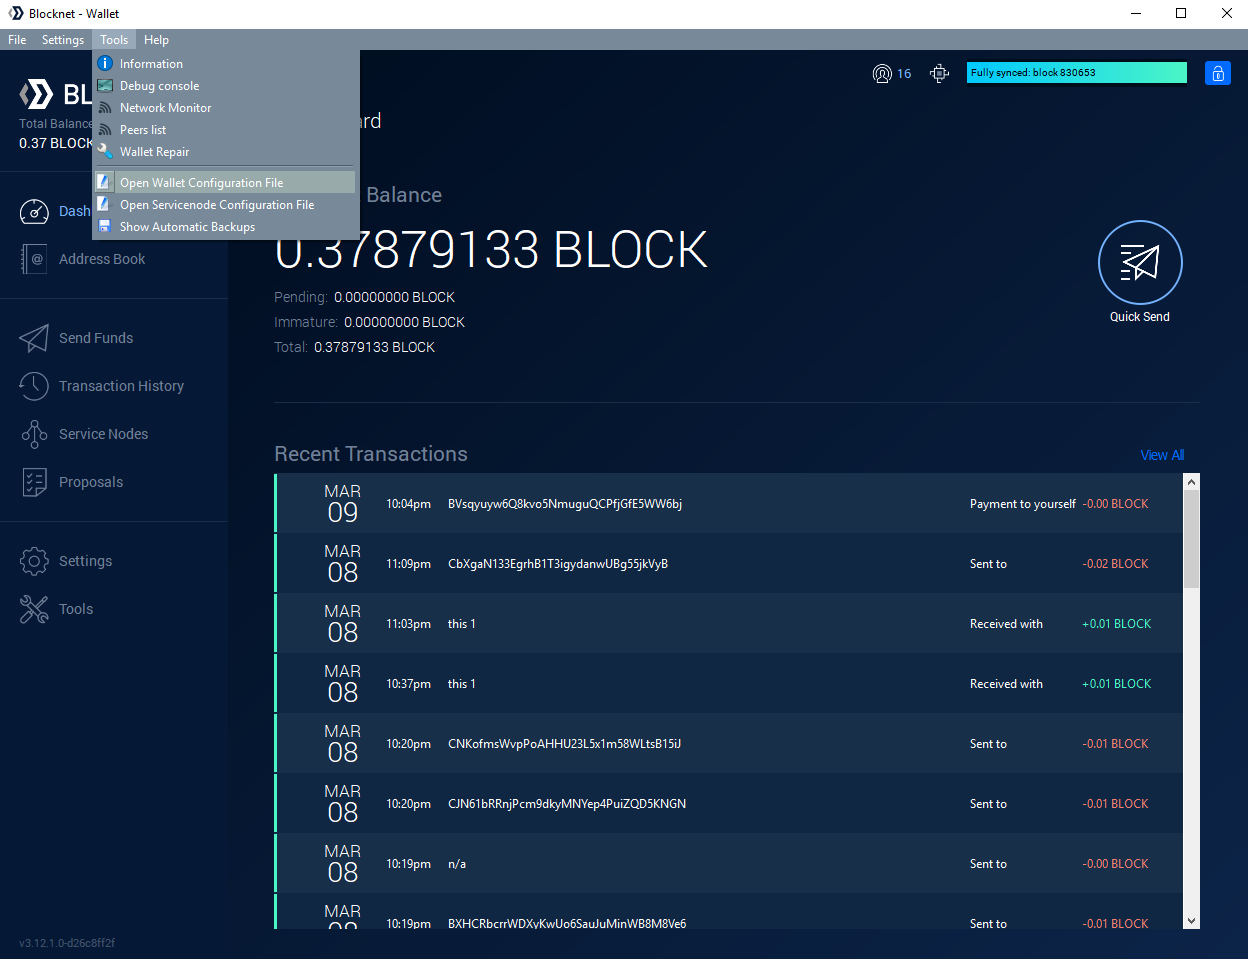 Blocknet - Wallet
File Settings Tools Help
Information
Debug console
Network Monitor
Peers list
Wallet Repair
Open Wallet Configuration File
Open Servicenode Configuration File
Show Automatic Backups
16
Fully synced: block 830653
BL
Total Balance
0.37 BLOCK
Dash
Address Book
Send Funds
Transaction History
Service Nodes
Proposals
Settings
Tools
v3.12.1.0-d26c8ff2f
ard
Balance
0.37879133 BLOCK
Pending: 0.00000000 BLOCK
Immature: 0.00000000 BLOCK
Total: 0.37879133 BLOCK
Quick Send
Recent Transactions
View All
MAR 09 10:04pm BVsqyuyw6Q8kvo5NmuguQCPfjGfE5WW6bj Payment to yourself -0.00 BLOCK
MAR 08 11:09pm CbXgaN133EgrhB1T3igydanwUBg55jkVyB Sent to -0.02 BLOCK
MAR 08 11:03pm this 1 Received with +0.01 BLOCK
MAR 08 10:37pm this 1 Received with +0.01 BLOCK
MAR 08 10:20pm CNKofmsWvpPoAHHU23L5x1m58WLtsB15iJ Sent to -0.01 BLOCK
MAR 08 10:20pm CJN61bRRnjPcm9dkyMNYep4PuiZQD5KNGN Sent to -0.01 BLOCK
MAR 08 10:19pm n/a Sent to -0.00 BLOCK
MAR 08 10:19pm BXHCRbcrrWDXyKwUo6SauJuMinWB8M8Ve6 Sent to -0.01 BLOCK